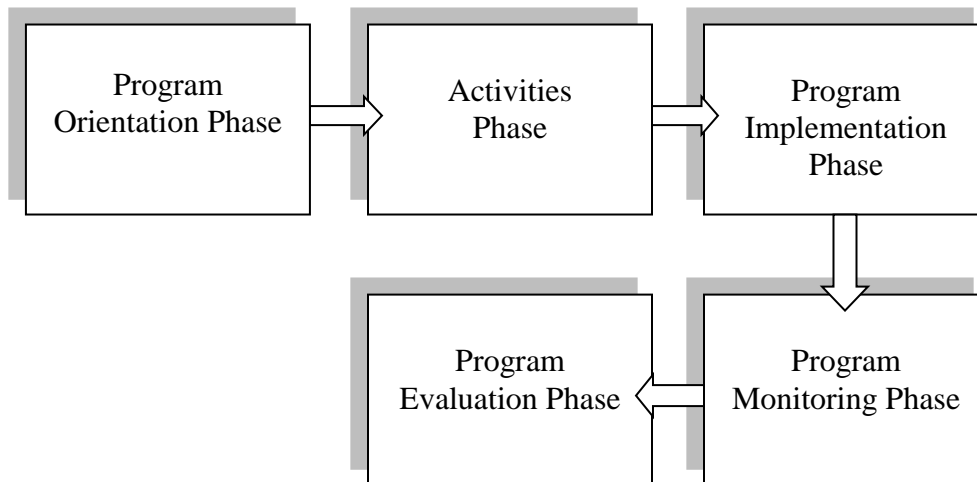 Program
Orientation Phase
Activities
Phase
Program
Implementation
Phase
Program
Monitoring Phase
Program
Evaluation Phase